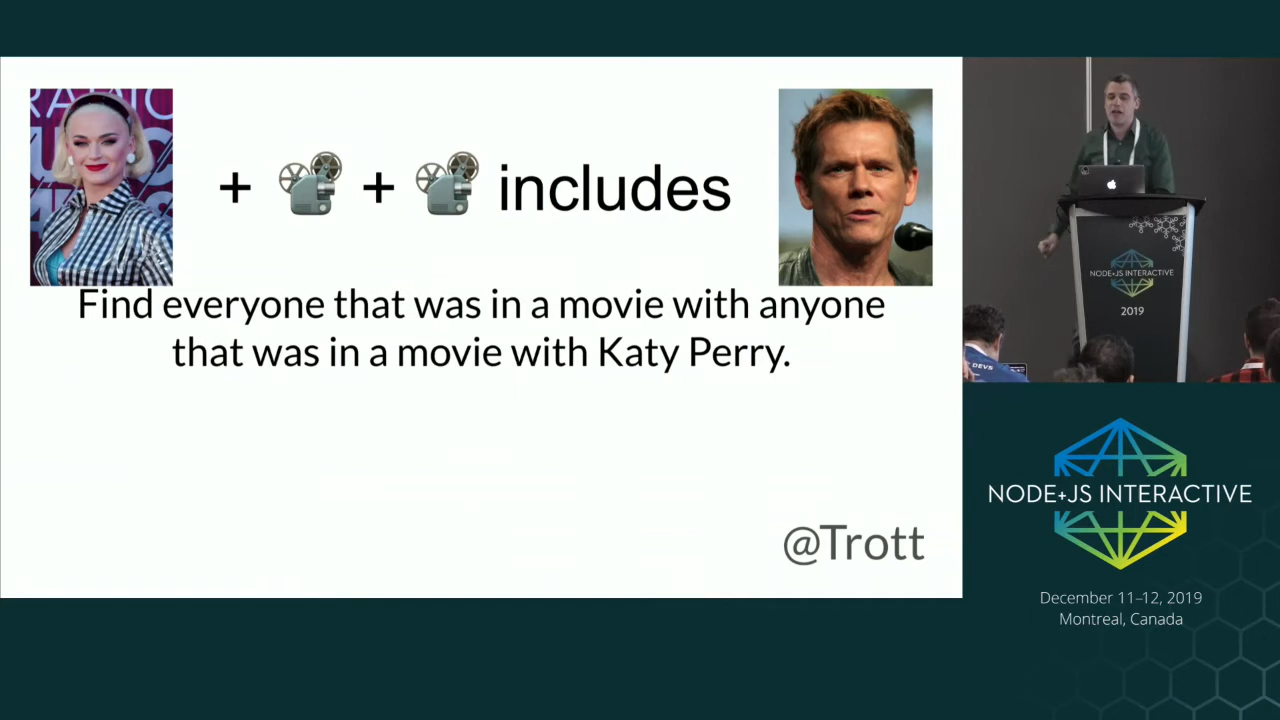 + + includes
Find everyone that was in a movie with anyone
that was in a movie with Katy Perry.
@Trott
NODE+JS INTERACTIVE
2019
DEVS
NODE+JS INTERACTIVE
December 11–12, 2019
Montreal, Canada